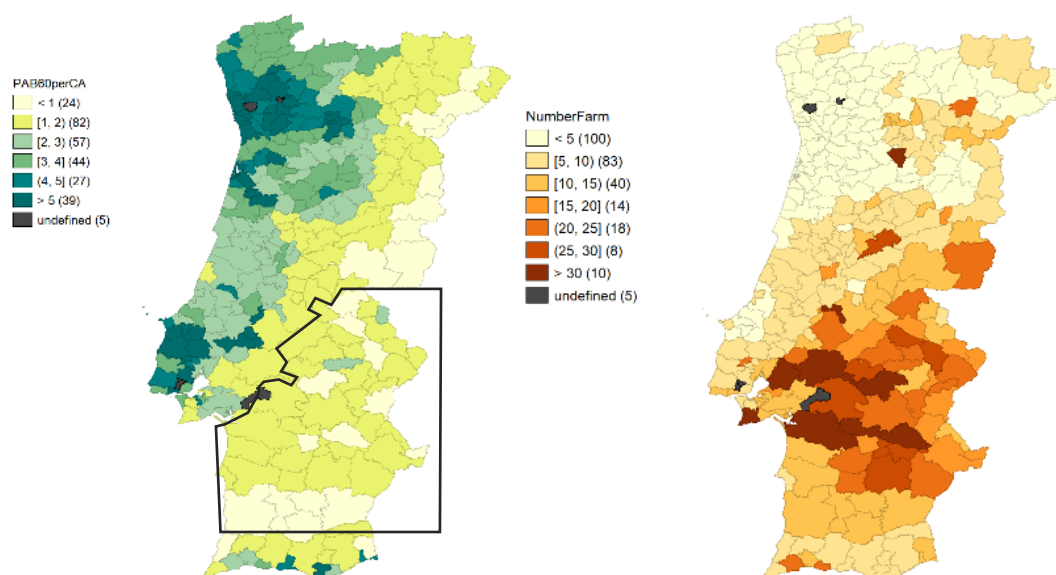 PAB60perCA
< 1 (24)
[1, 2) (82)
[2, 3) (57)
[3, 4] (44)
(4, 5] (27)
> 5 (39)
undefined (5)
NumberFarm
< 5 (100)
[5, 10) (83)
[10, 15) (40)
[15, 20] (14)
(20, 25] (18)
(25, 30] (8)
> 30 (10)
undefined (5)